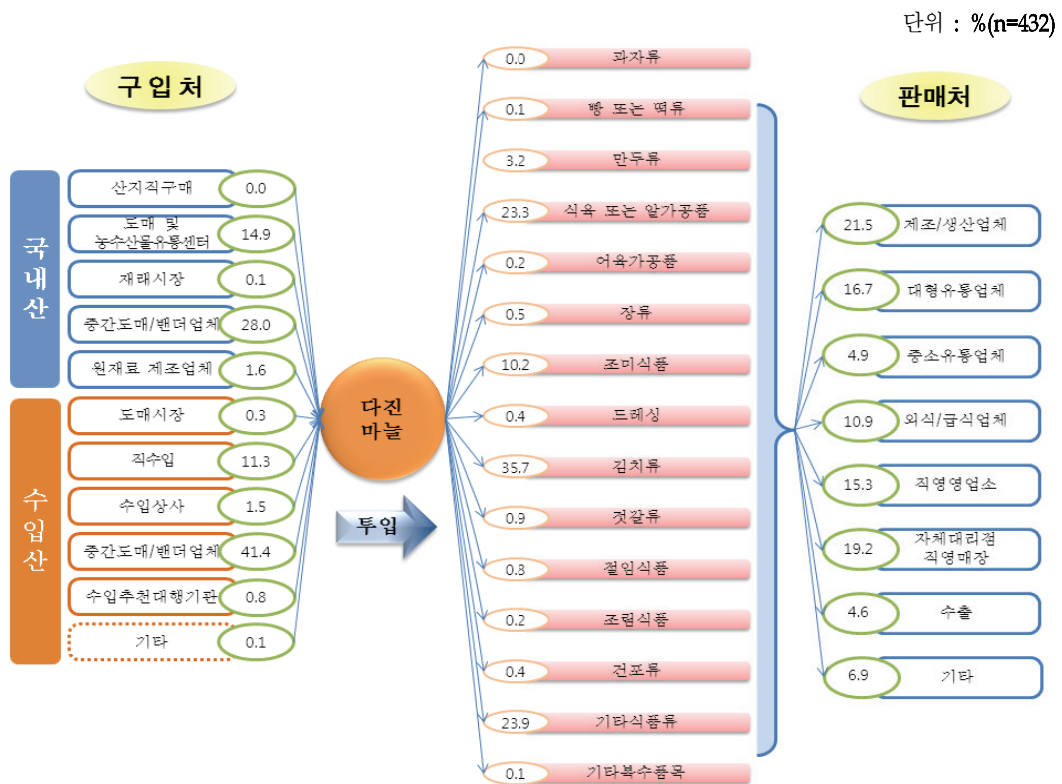 단위 : %(n=432)
구입처
국내산
산지직구매 0.0
도매 및
농수산물유통센터 14.9
재래시장 0.1
중간도매/밴더업체 28.0
원재료 제조업체 1.6
수입산
도매시장 0.3
직수입 11.3
수입상사 1.5
중간도매/밴더업체 41.4
수입추천대행기관 0.8
기타 0.1
다진
마늘
투입
0.0 과자류
0.1 빵 또는 떡류
3.2 만두류
23.3 식육 또는 알가공품
0.2 어육가공품
0.5 장류
10.2 조미식품
0.4 드레싱
35.7 김치류
0.9 젓갈류
0.8 절임식품
0.2 조림식품
0.4 건포류
23.9 기타식품류
0.1 기타복수품목
판매처
21.5 제조/생산업체
16.7 대형유통업체
4.9 중소유통업체
10.9 외식/급식업체
15.3 직영영업소
19.2 자체대리점
직영매장
4.6 수출
6.9 기타